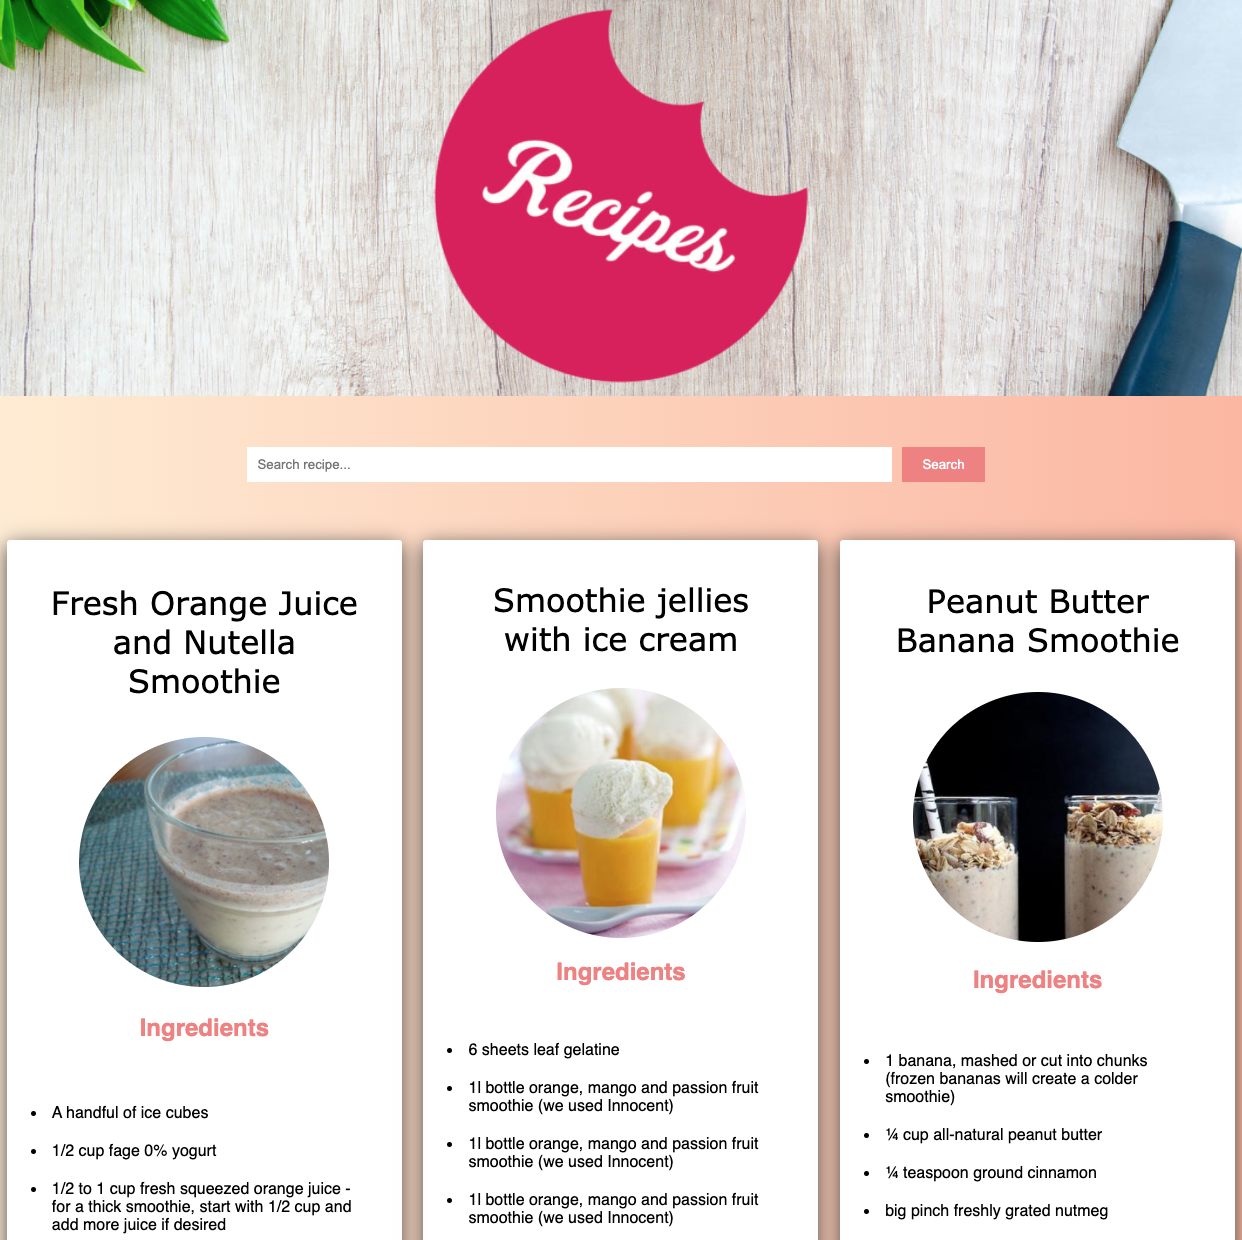 Recipes
Search recipe...
Search
Fresh Orange Juice
and Nutella
Smoothie
Ingredients
A handful of ice cubes
1/2 cup fage 0% yogurt
1/2 to 1 cup fresh squeezed orange juice -
for a thick smoothie, start with 1/2 cup and
add more juice if desired
Smoothie jellies
with ice cream
Ingredients
6 sheets leaf gelatine
1l bottle orange, mango and passion fruit
smoothie (we used Innocent)
1l bottle orange, mango and passion fruit
smoothie (we used Innocent)
1l bottle orange, mango and passion fruit
smoothie (we used Innocent)
Peanut Butter
Banana Smoothie
Ingredients
1 banana, mashed or cut into chunks
(frozen bananas will create a colder
smoothie)
¼ cup all-natural peanut butter
¼ teaspoon ground cinnamon
big pinch freshly grated nutmeg